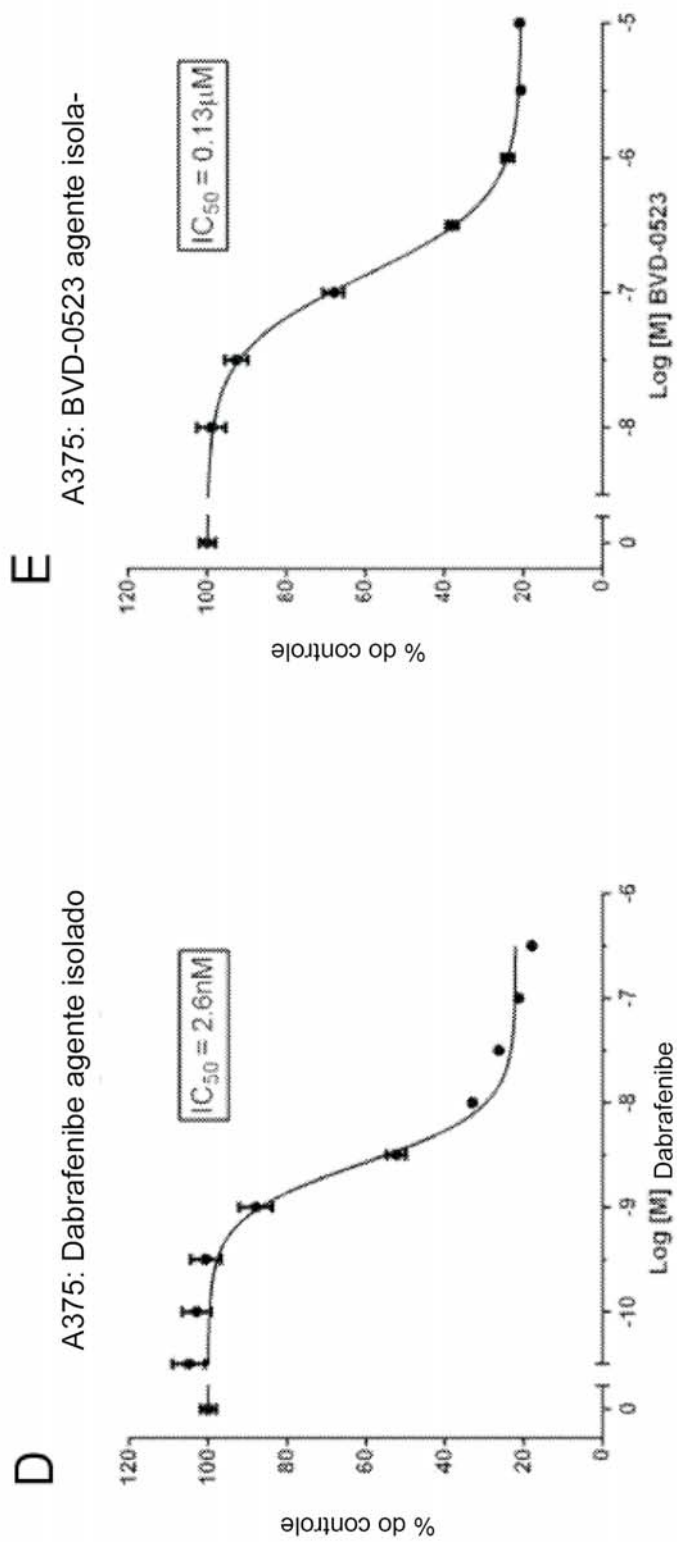 D
A375: Dabrafenibe agente isolado
IC50 = 2.6nM
120
100
80
60
40
20
0
% do controle
0
-10
-9
-8
-7
-6
Log [M] Dabrafenibe
E
A375: BVD-0523 agente isola-
IC50 = 0.13µM
120
100
80
60
40
20
0
% do controle
0
-8
-7
-6
-5
Log [M] BVD-0523